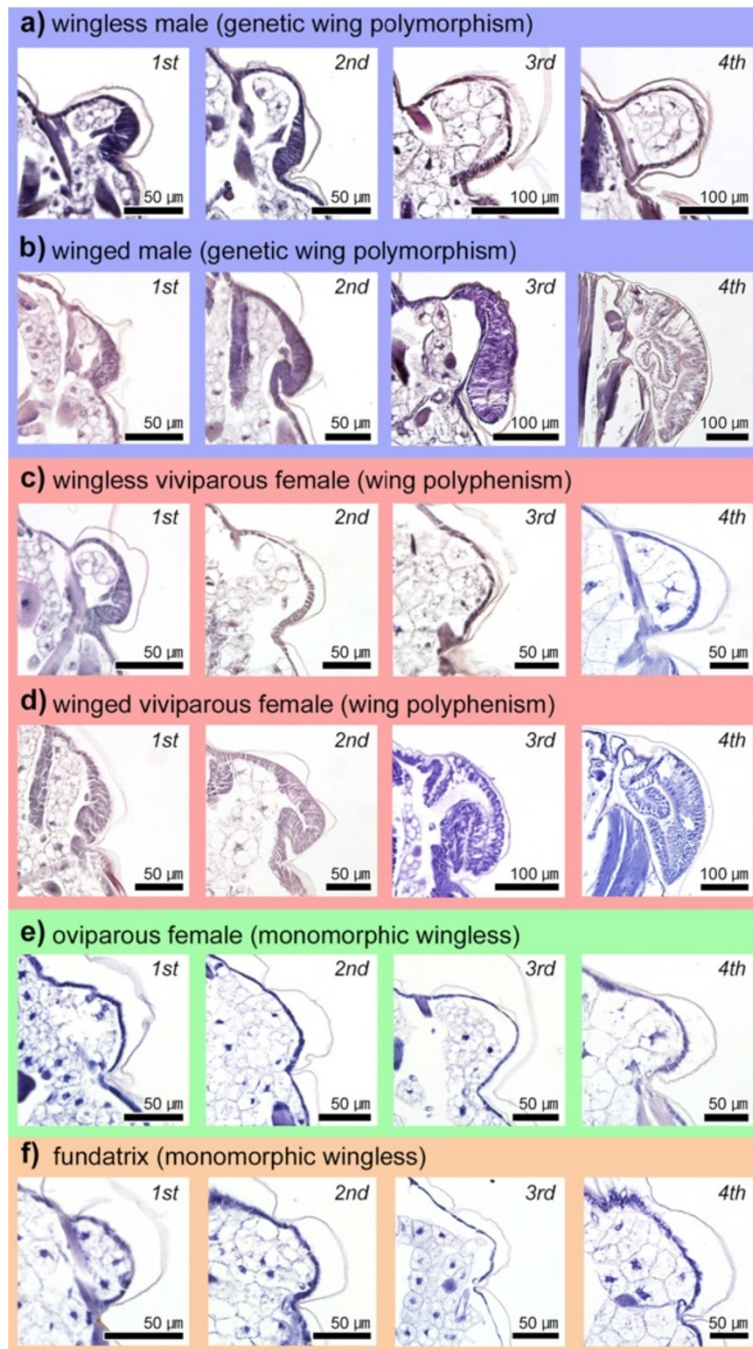 a) wingless male (genetic wing polymorphism)
1st 2nd 3rd 4th
50 μm 50 μm 100 μm 100 μm
b) winged male (genetic wing polymorphism)
1st 2nd 3rd 4th
50 μm 50 μm 100 μm 100 μm
c) wingless viviparous female (wing polyphenism)
1st 2nd 3rd 4th
50 μm 50 μm 50 μm 50 μm
d) winged viviparous female (wing polyphenism)
1st 2nd 3rd 4th
50 μm 50 μm 100 μm 100 μm
e) oviparous female (monomorphic wingless)
1st 2nd 3rd 4th
50 μm 50 μm 50 μm 50 μm
f) fundatrix (monomorphic wingless)
1st 2nd 3rd 4th
50 μm 50 μm 50 μm 50 μm